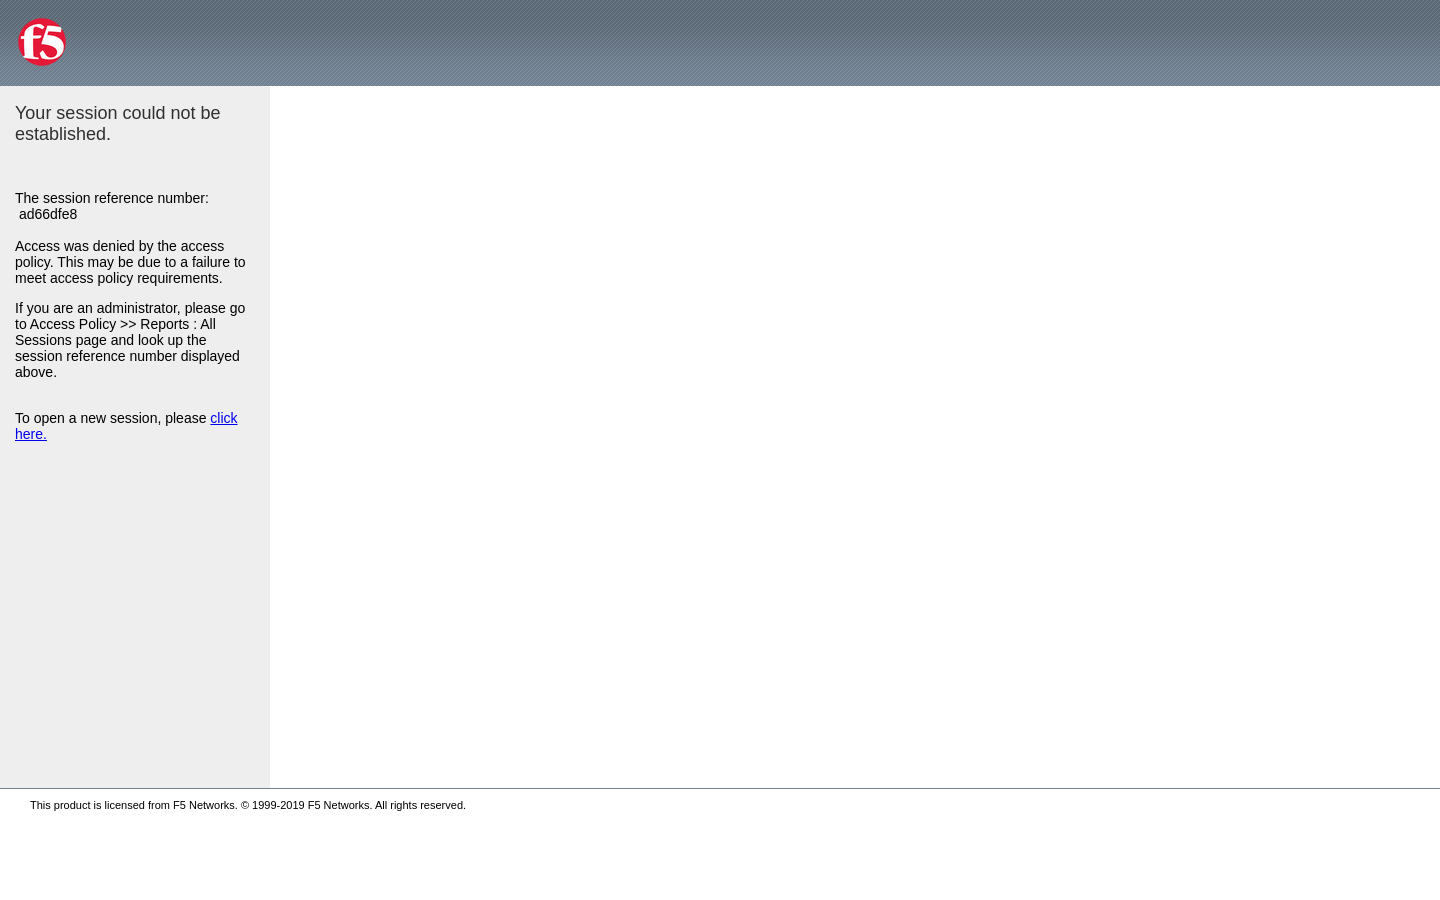 f5
Your session could not be
established.
The session reference number:
ad66dfe8
Access was denied by the access
policy. This may be due to a failure to
meet access policy requirements.
If you are an administrator, please go
to Access Policy >> Reports : All
Sessions page and look up the
session reference number displayed
above.
To open a new session, please click
here.
This product is licensed from F5 Networks. © 1999-2019 F5 Networks. All rights reserved.